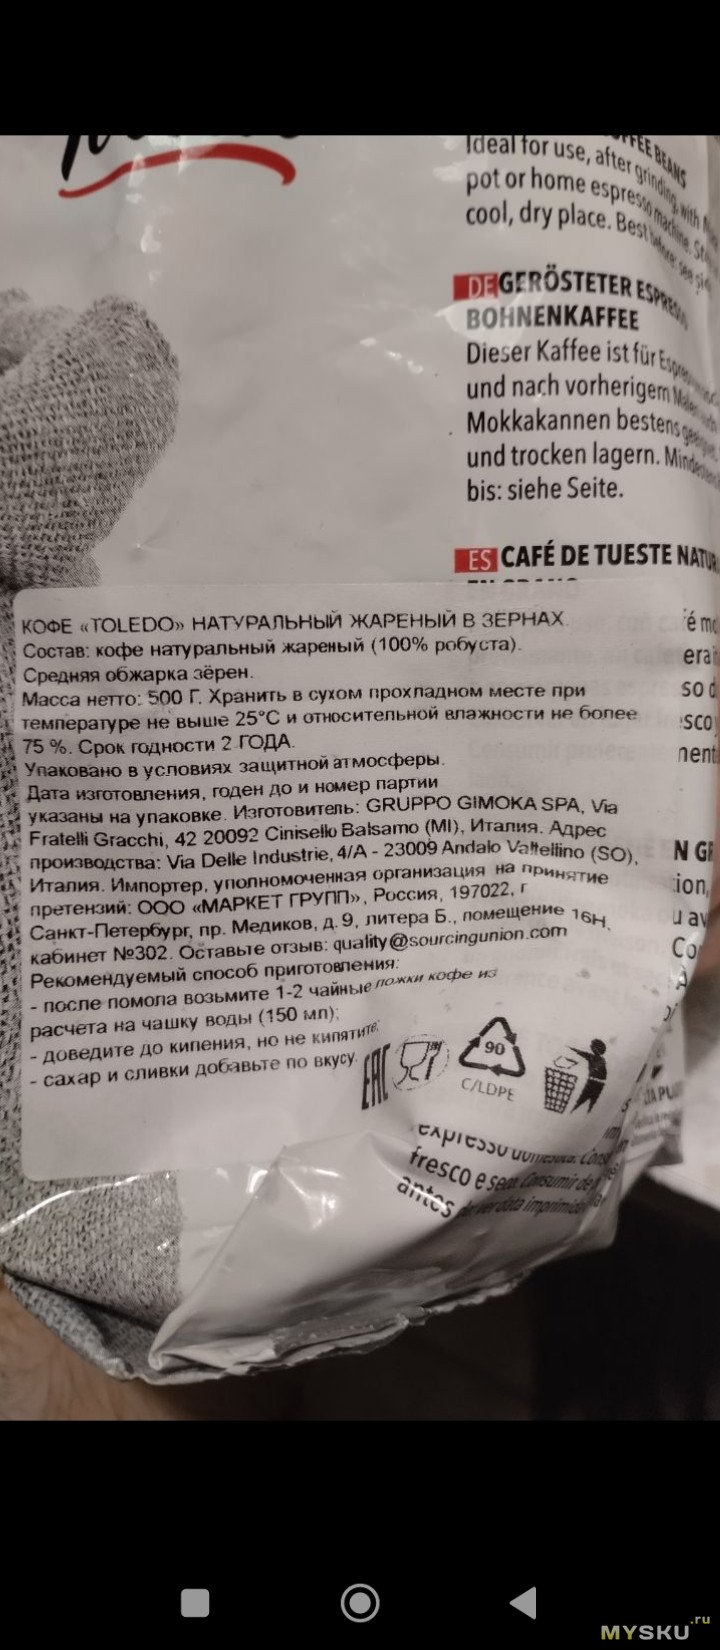 COFFEE BEANS
Ideal for use, after grinding, with
pot or home espresso machine.
cool, dry place. Best before: see
DE GERÖSTETER
BOHNENKAFFEE
Dieser Kaffee ist für
und nach vorherigem
Mokkakannen bestens
und trocken lagern.
bis: siehe Seite.
ES CAFÉ DE TUESTE
КОФЕ «TOLEDO» НАТУРАЛЬНЫЙ ЖАРЕНЫЙ В ЗЕРНАХ.
Состав: кофе натуральный жареный (100% робуста).
Средняя обжарка зёрен.
Масса нетто: 500 Г. Хранить в сухом прохладном месте при
температуре не выше 25°С и относительной влажности не более
75 %. Срок годности 2 ГОДА.
Упаковано в условиях защитной атмосферы.
Дата изготовления, годен до и номер партии
указаны на упаковке. Изготовитель: GRUPPO GIMOKA SPA, Via
Fratelli Gracchi, 42 20092 Cinisello Balsamo (MI), Италия. Адрес
производства: Via Delle Industrie, 4/A - 23009 Andalo Valtellino (SO),
Италия. Импортер, уполномоченная организация на принятие
претензий: ООО «МАРКЕТ ГРУПП», Россия, 197022, г
Санкт-Петербург, пр. Медиков, д. 9, литера Б., помещение 16Н,
кабинет №302. Оставьте отзыв: quality@sourcingunion.com
Рекомендуемый способ приготовления:
- после помола возьмите 1-2 чайные ложки кофе из
расчета на чашку воды (150 мл);
- доведите до кипения, но не кипятите;
- сахар и сливки добавьте по вкусу.
EAC
90
C/LDPE
fresco e
antes
MYSKU.ru